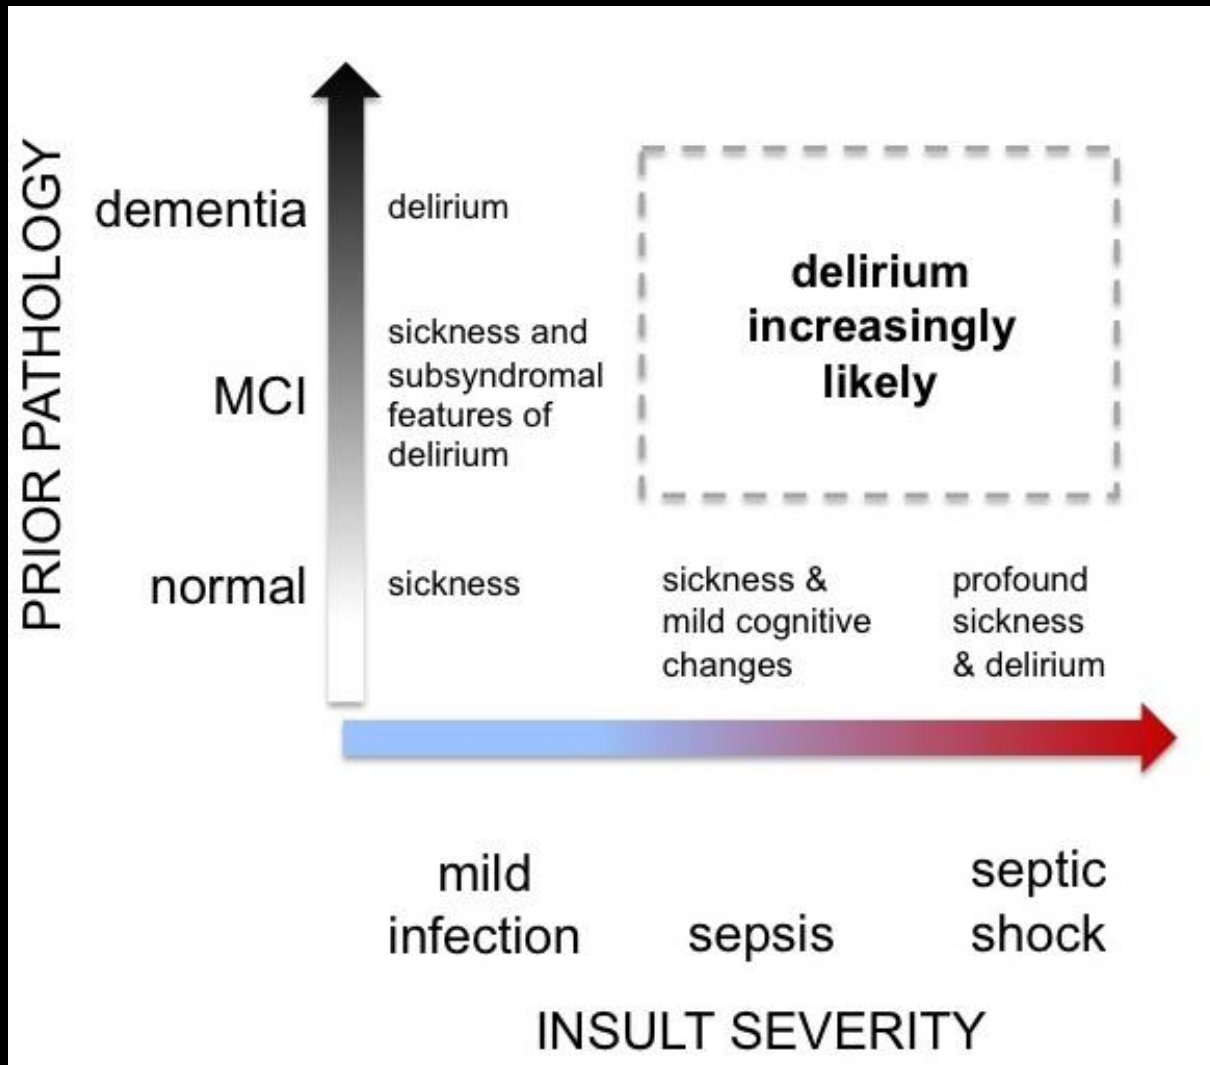 PRIOR PATHOLOGY
dementia
delirium
delirium
increasingly
likely
MCI
sickness and
subsyndromal
features of
delirium
normal
sickness
sickness &
mild cognitive
changes
profound
sickness
& delirium
mild
infection
sepsis
septic
shock
INSULT SEVERITY